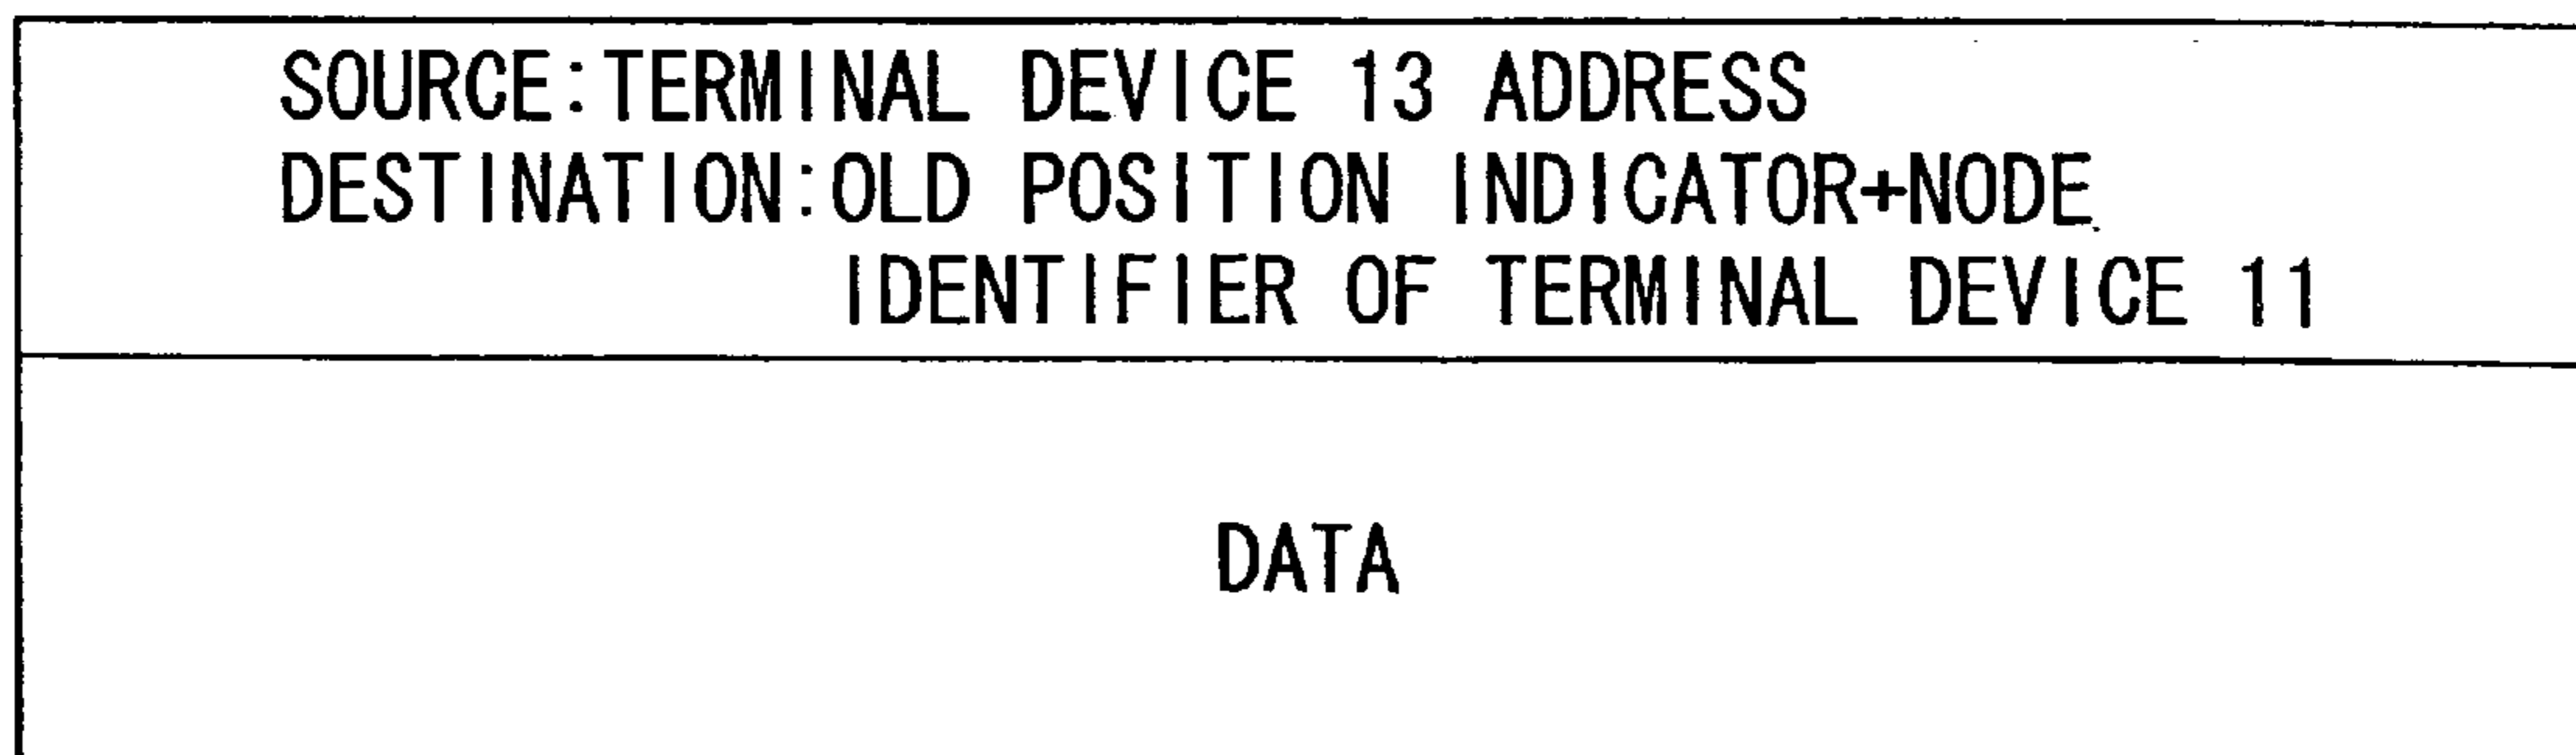 SOURCE:TERMINAL DEVICE 13 ADDRESS
DESTINATION:OLD POSITION INDICATOR+NODE
IDENTIFIER OF TERMINAL DEVICE 11
DATA